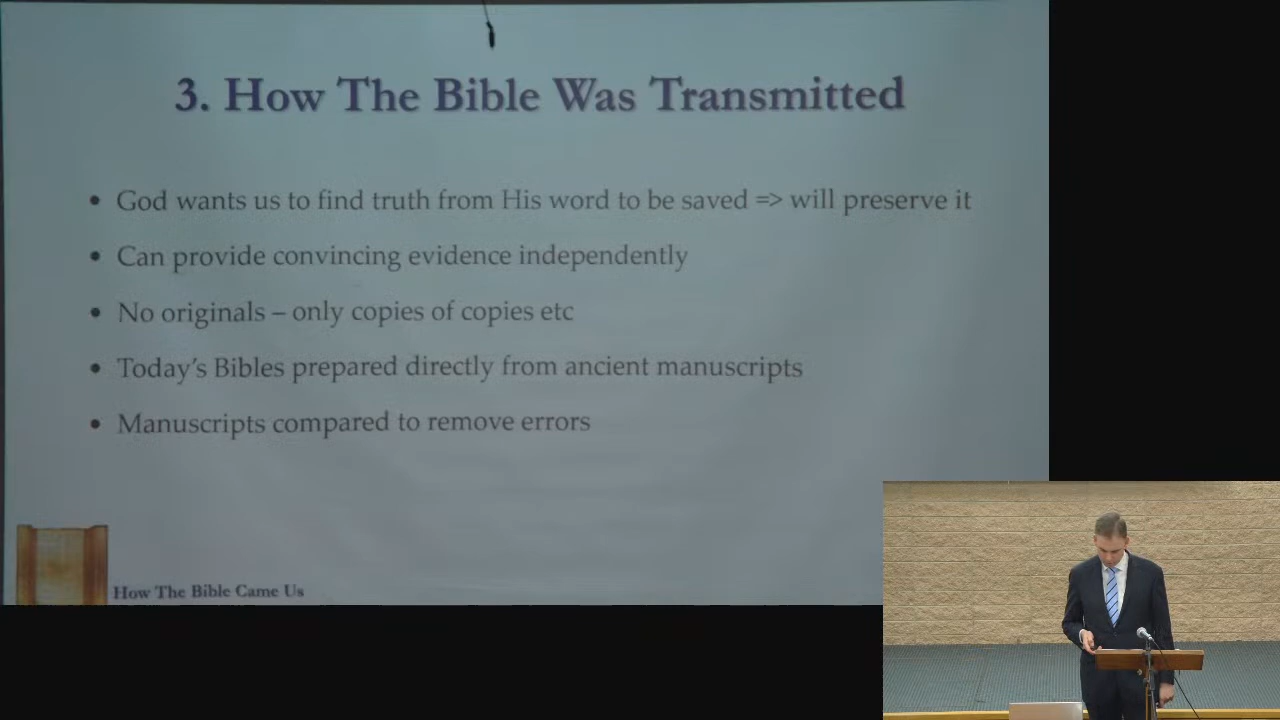 3. How The Bible Was Transmitted
• God wants us to find truth from His word to be saved => will preserve it
• Can provide convincing evidence independently
• No originals – only copies of copies etc
• Today's Bibles prepared directly from ancient manuscripts
• Manuscripts compared to remove errors
How The Bible Came Us